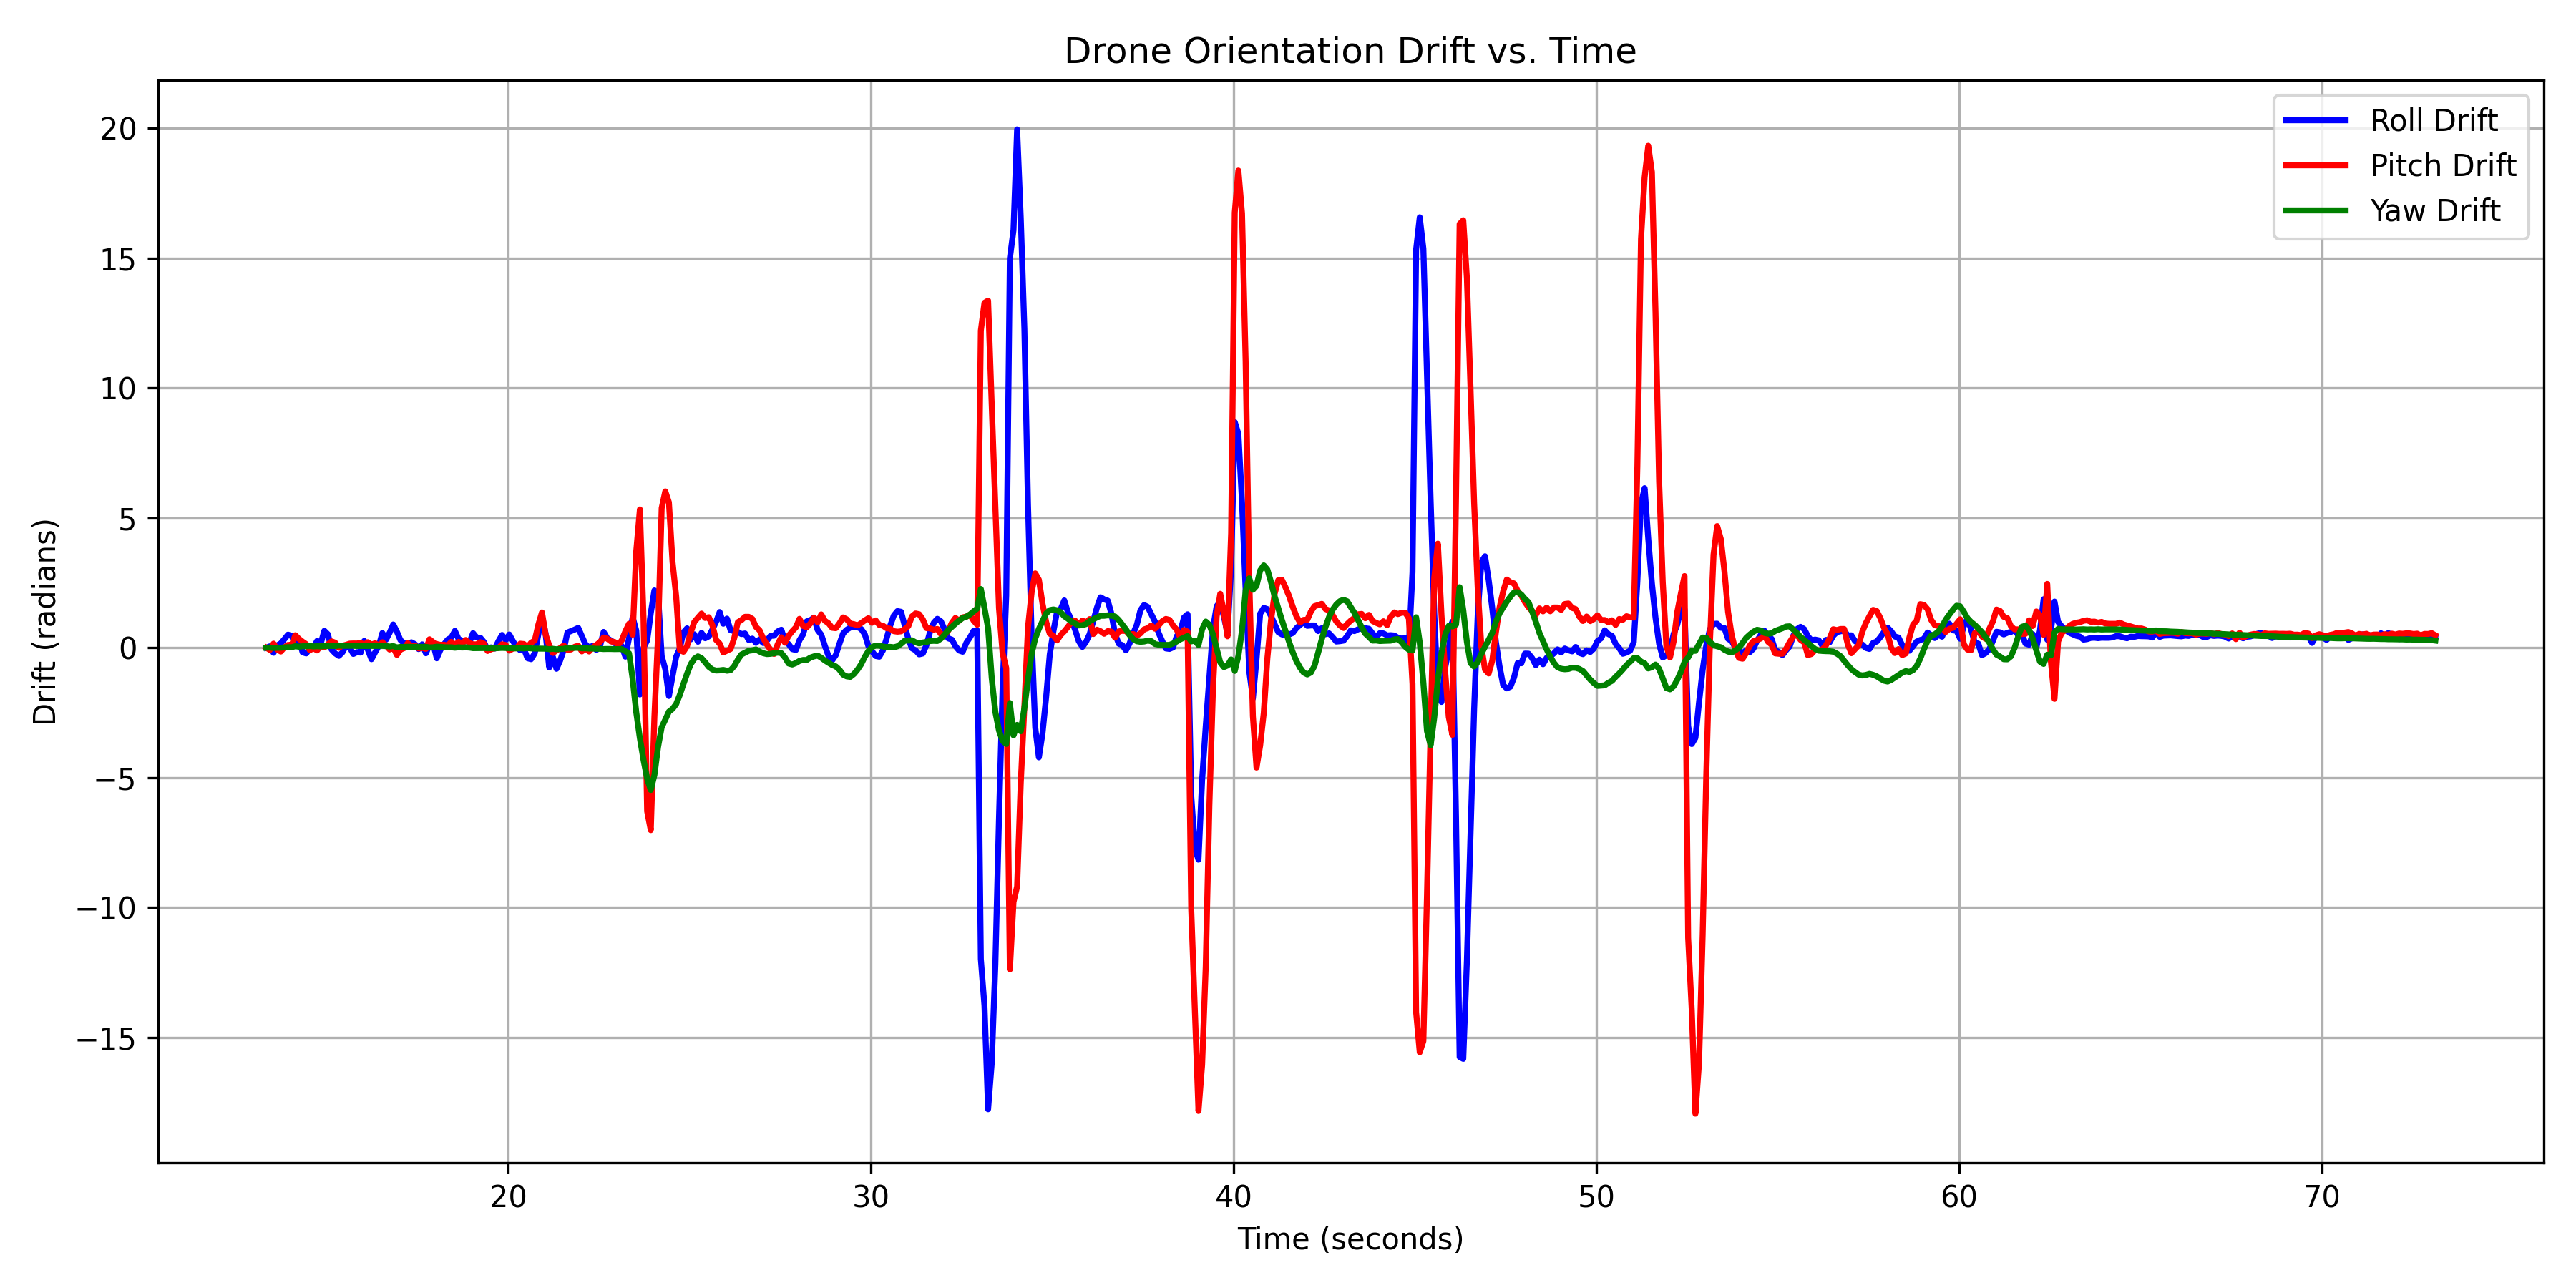 Drone Orientation Drift vs. Time
Roll Drift
Pitch Drift
Yaw Drift
Drift (radians)
20
15
10
5
0
−5
−10
−15
20 30 40 50 60 70
Time (seconds)